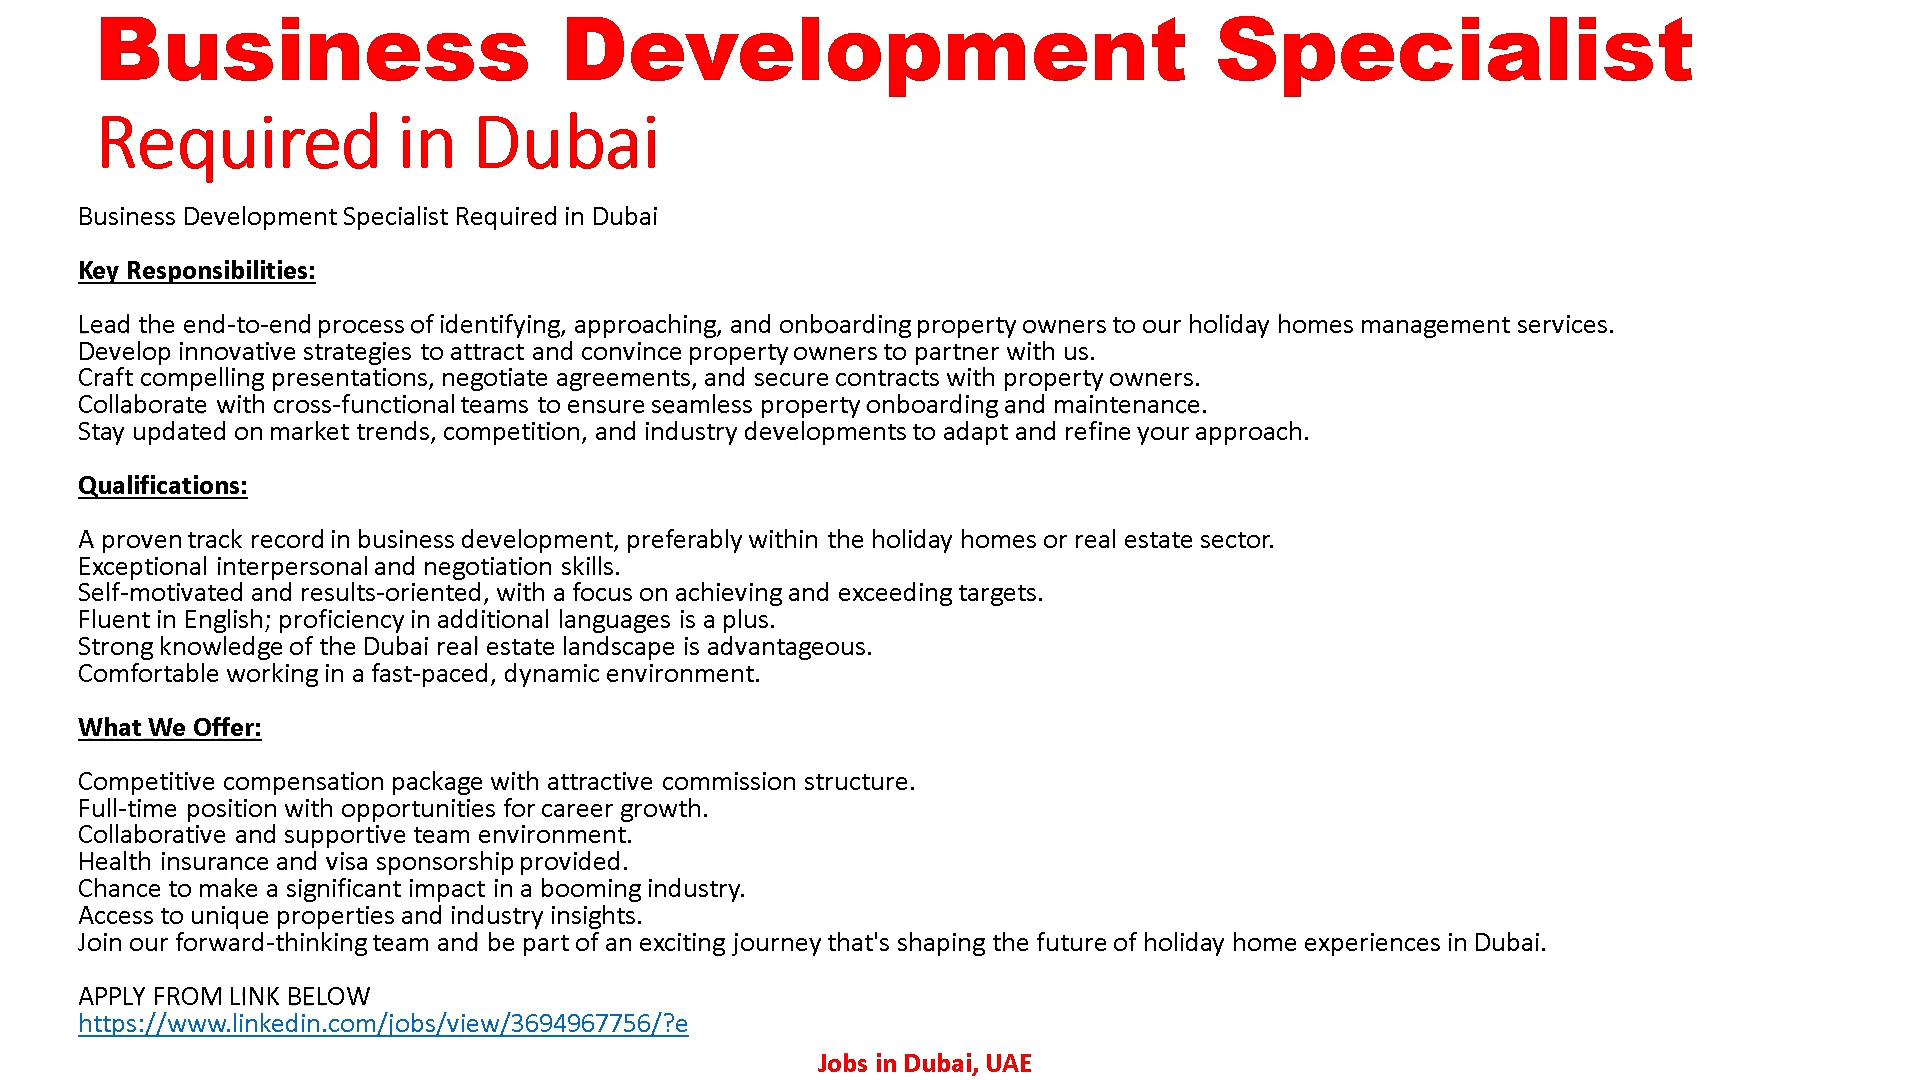 Business Development Specialist
Required in Dubai
Business Development Specialist Required in Dubai
Key Responsibilities:
Lead the end-to-end process of identifying, approaching, and onboarding property owners to our holiday homes management services.
Develop innovative strategies to attract and convince property owners to partner with us.
Craft compelling presentations, negotiate agreements, and secure contracts with property owners.
Collaborate with cross-functional teams to ensure seamless property onboarding and maintenance.
Stay updated on market trends, competition, and industry developments to adapt and refine your approach.
Qualifications:
A proven track record in business development, preferably within the holiday homes or real estate sector.
Exceptional interpersonal and negotiation skills.
Self-motivated and results-oriented, with a focus on achieving and exceeding targets.
Fluent in English; proficiency in additional languages is a plus.
Strong knowledge of the Dubai real estate landscape is advantageous.
Comfortable working in a fast-paced, dynamic environment.
What We Offer:
Competitive compensation package with attractive commission structure.
Full-time position with opportunities for career growth.
Collaborative and supportive team environment.
Health insurance and visa sponsorship provided.
Chance to make a significant impact in a booming industry.
Access to unique properties and industry insights.
Join our forward-thinking team and be part of an exciting journey that's shaping the future of holiday home experiences in Dubai.
APPLY FROM LINK BELOW
https://www.linkedin.com/jobs/view/3694967756/?e
Jobs in Dubai, UAE